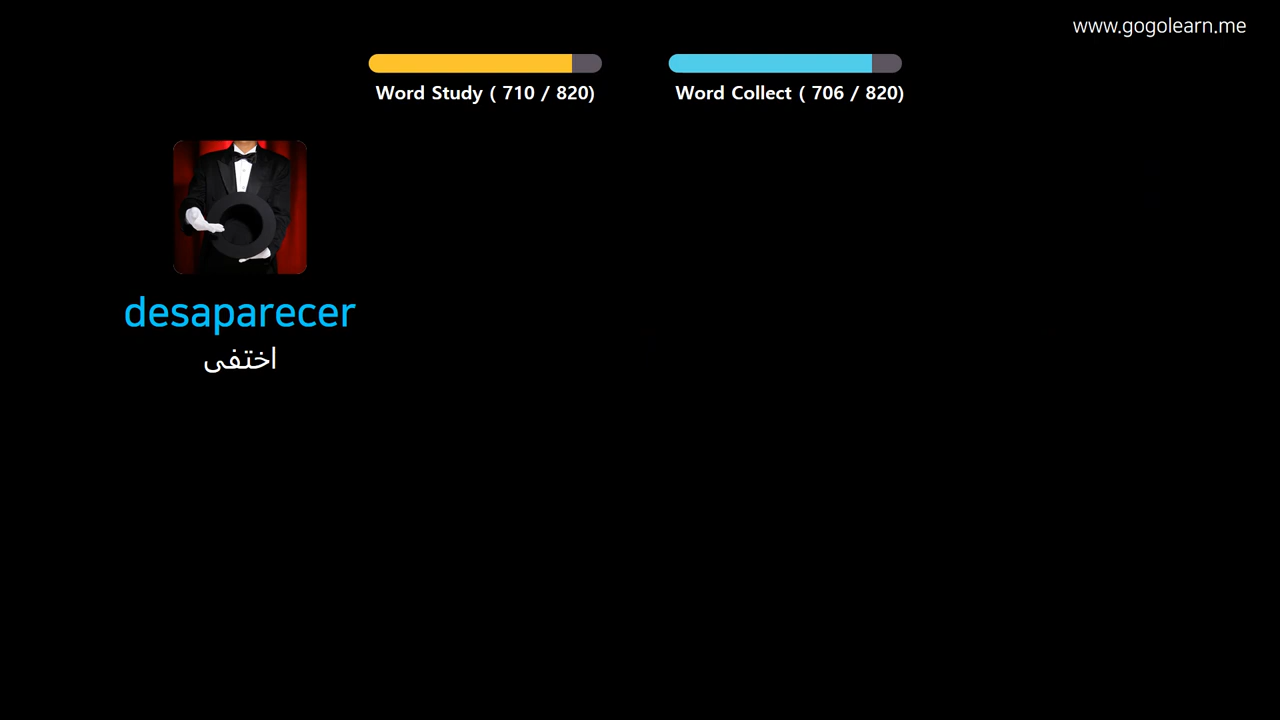 www.gogolearn.me
Word Study ( 710 / 820)
Word Collect ( 706 / 820)
desaparecer
اختفى